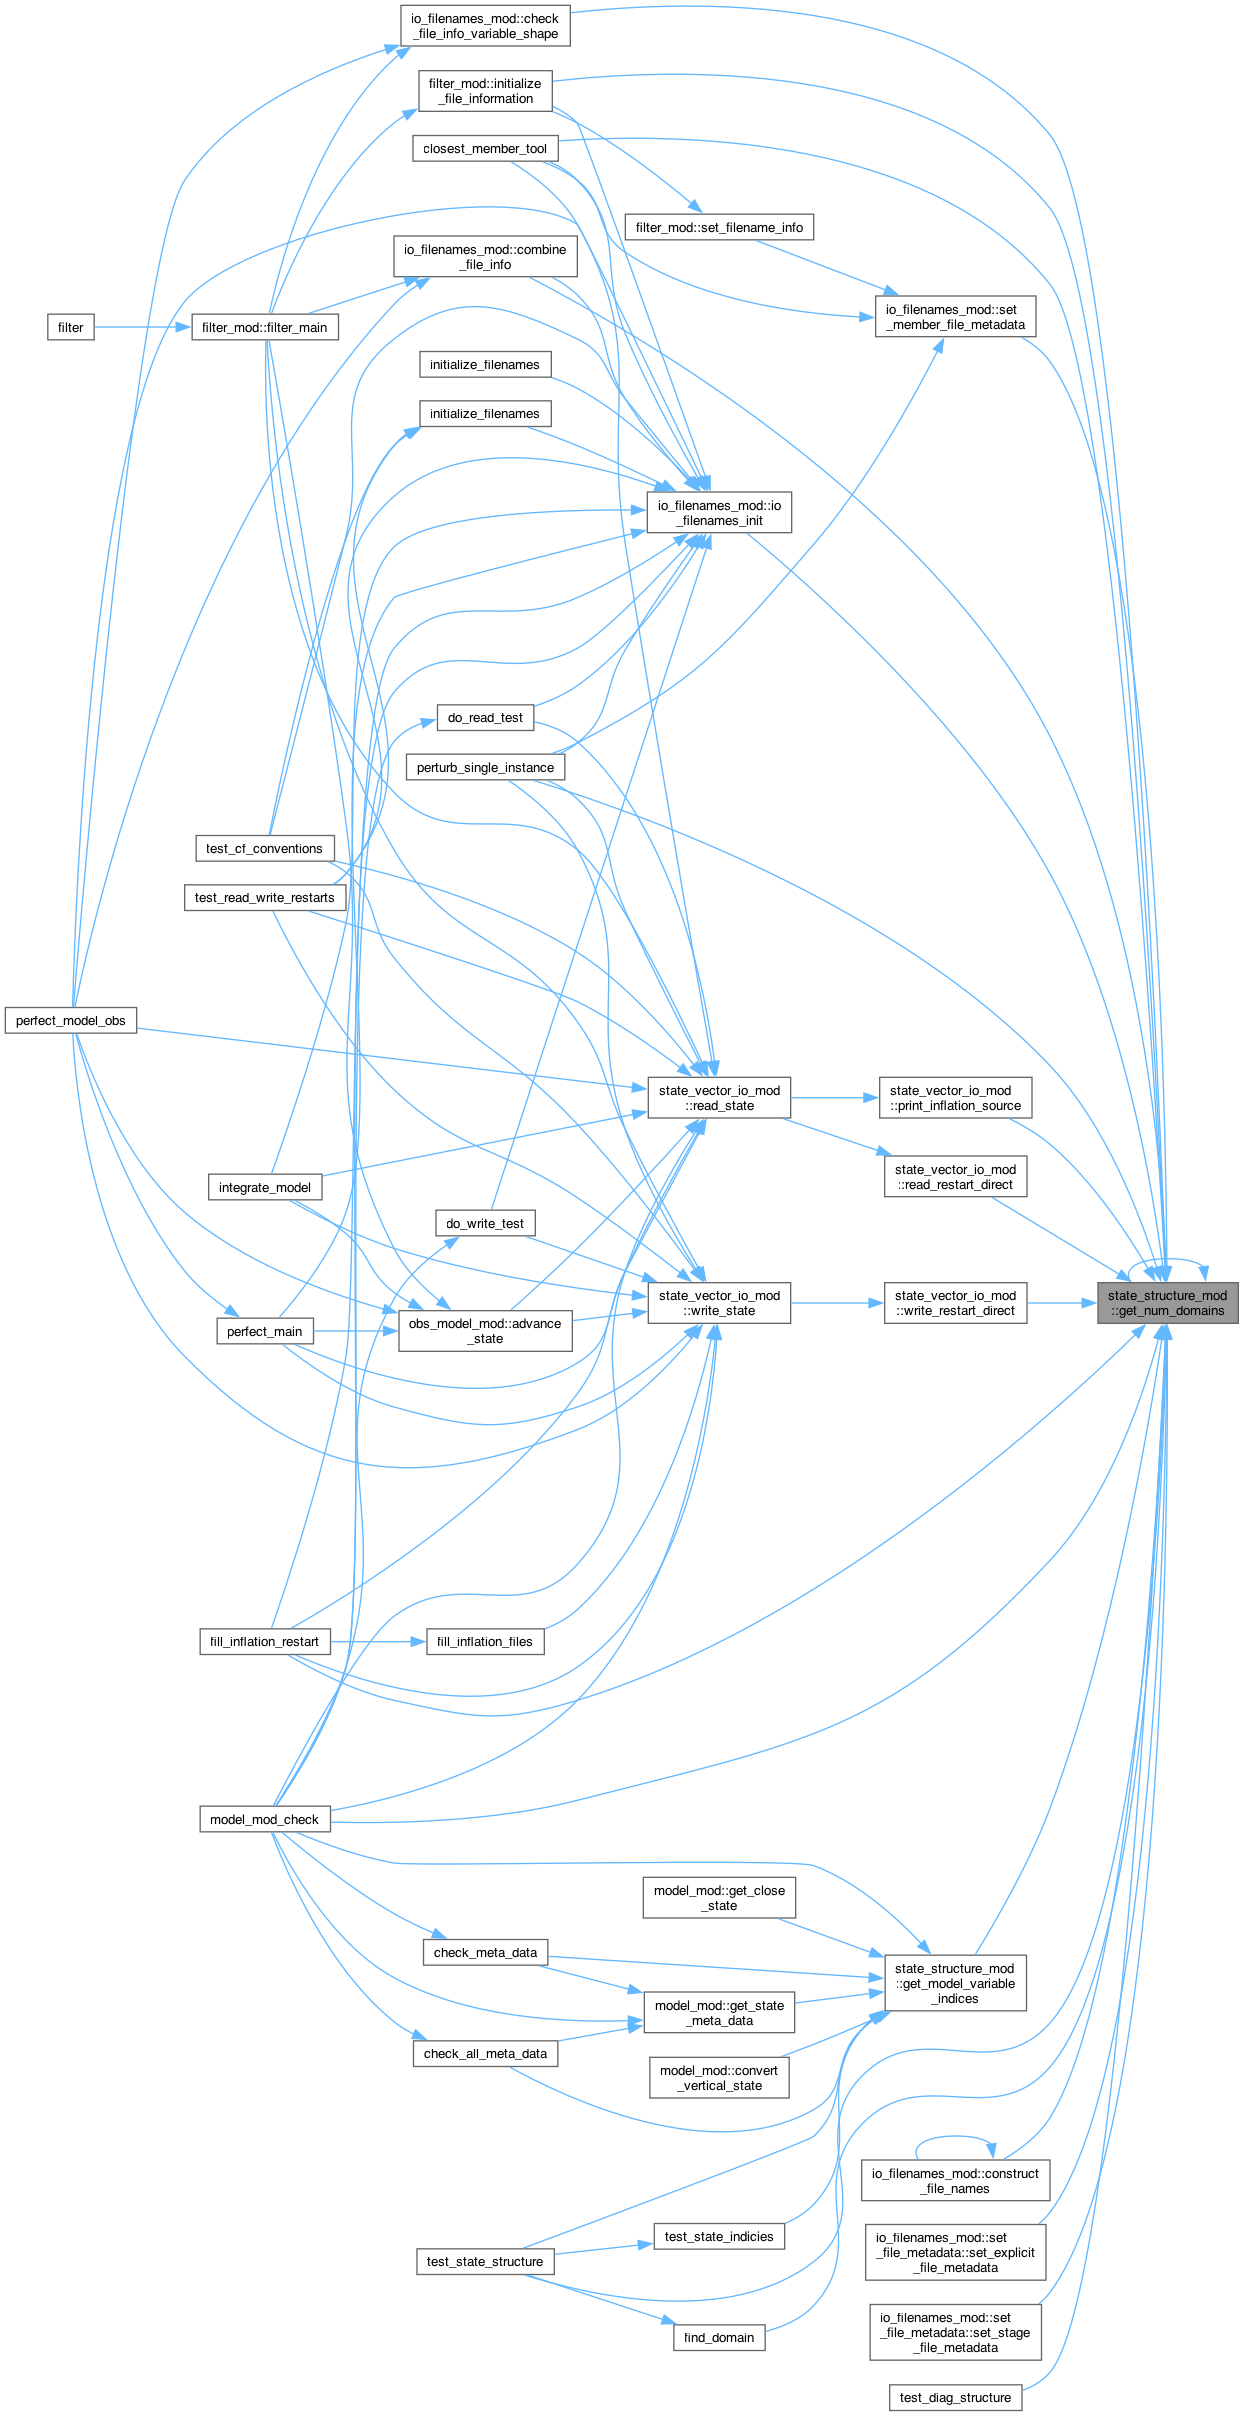 io_filenames_mod::check
_file_info_variable_shape
filter_mod::initialize
_file_information
closest_member_tool
filter_mod::set_filename_info
io_filenames_mod::combine
_file_info
io_filenames_mod::set
_member_file_metadata
filter
filter_mod::filter_main
initialize_filenames
initialize_filenames
io_filenames_mod::io
_filenames_init
do_read_test
perturb_single_instance
test_cf_conventions
test_read_write_restarts
perfect_model_obs
state_vector_io_mod
::read_state
state_vector_io_mod
::print_inflation_source
state_vector_io_mod
::read_restart_direct
integrate_model
do_write_test
state_vector_io_mod
::write_state
state_vector_io_mod
::write_restart_direct
state_structure_mod
::get_num_domains
perfect_main
obs_model_mod::advance
_state
fill_inflation_restart
fill_inflation_files
model_mod_check
model_mod::get_close
_state
check_meta_data
state_structure_mod
::get_model_variable
_indices
model_mod::get_state
_meta_data
check_all_meta_data
model_mod::convert
_vertical_state
io_filenames_mod::construct
_file_names
test_state_indicies
io_filenames_mod::set
_file_metadata::set_explicit
_file_metadata
test_state_structure
io_filenames_mod::set
_file_metadata::set_stage
_file_metadata
find_domain
test_diag_structure